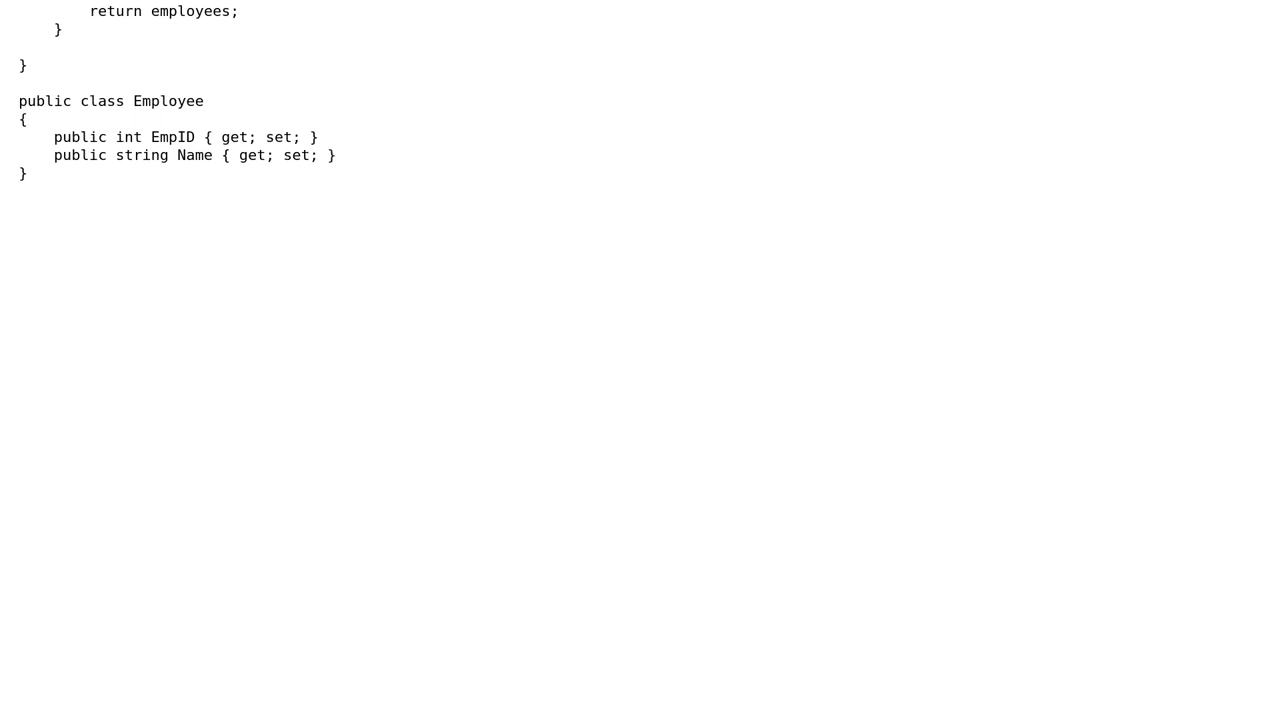 return employees;
    }

}

public class Employee
{
    public int EmpID { get; set; }
    public string Name { get; set; }
}